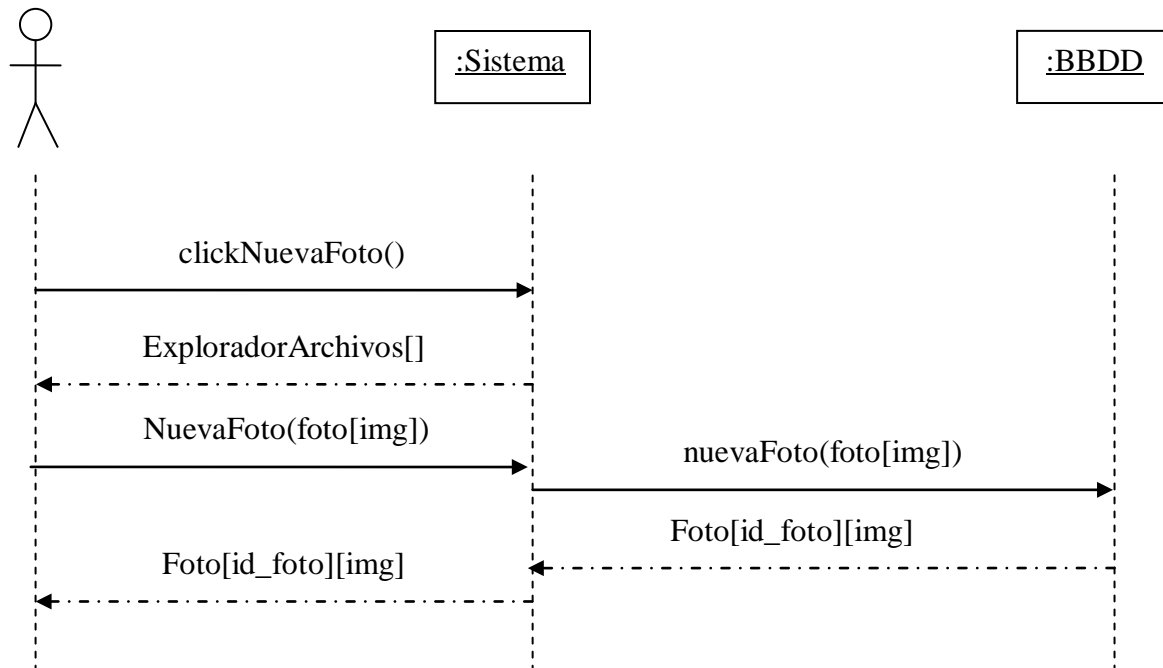 :Sistema
:BBDD
clickNuevaFoto()
ExploradorArchivos[]
NuevaFoto(foto[img])
nuevaFoto(foto[img])
Foto[id_foto][img]
Foto[id_foto][img]